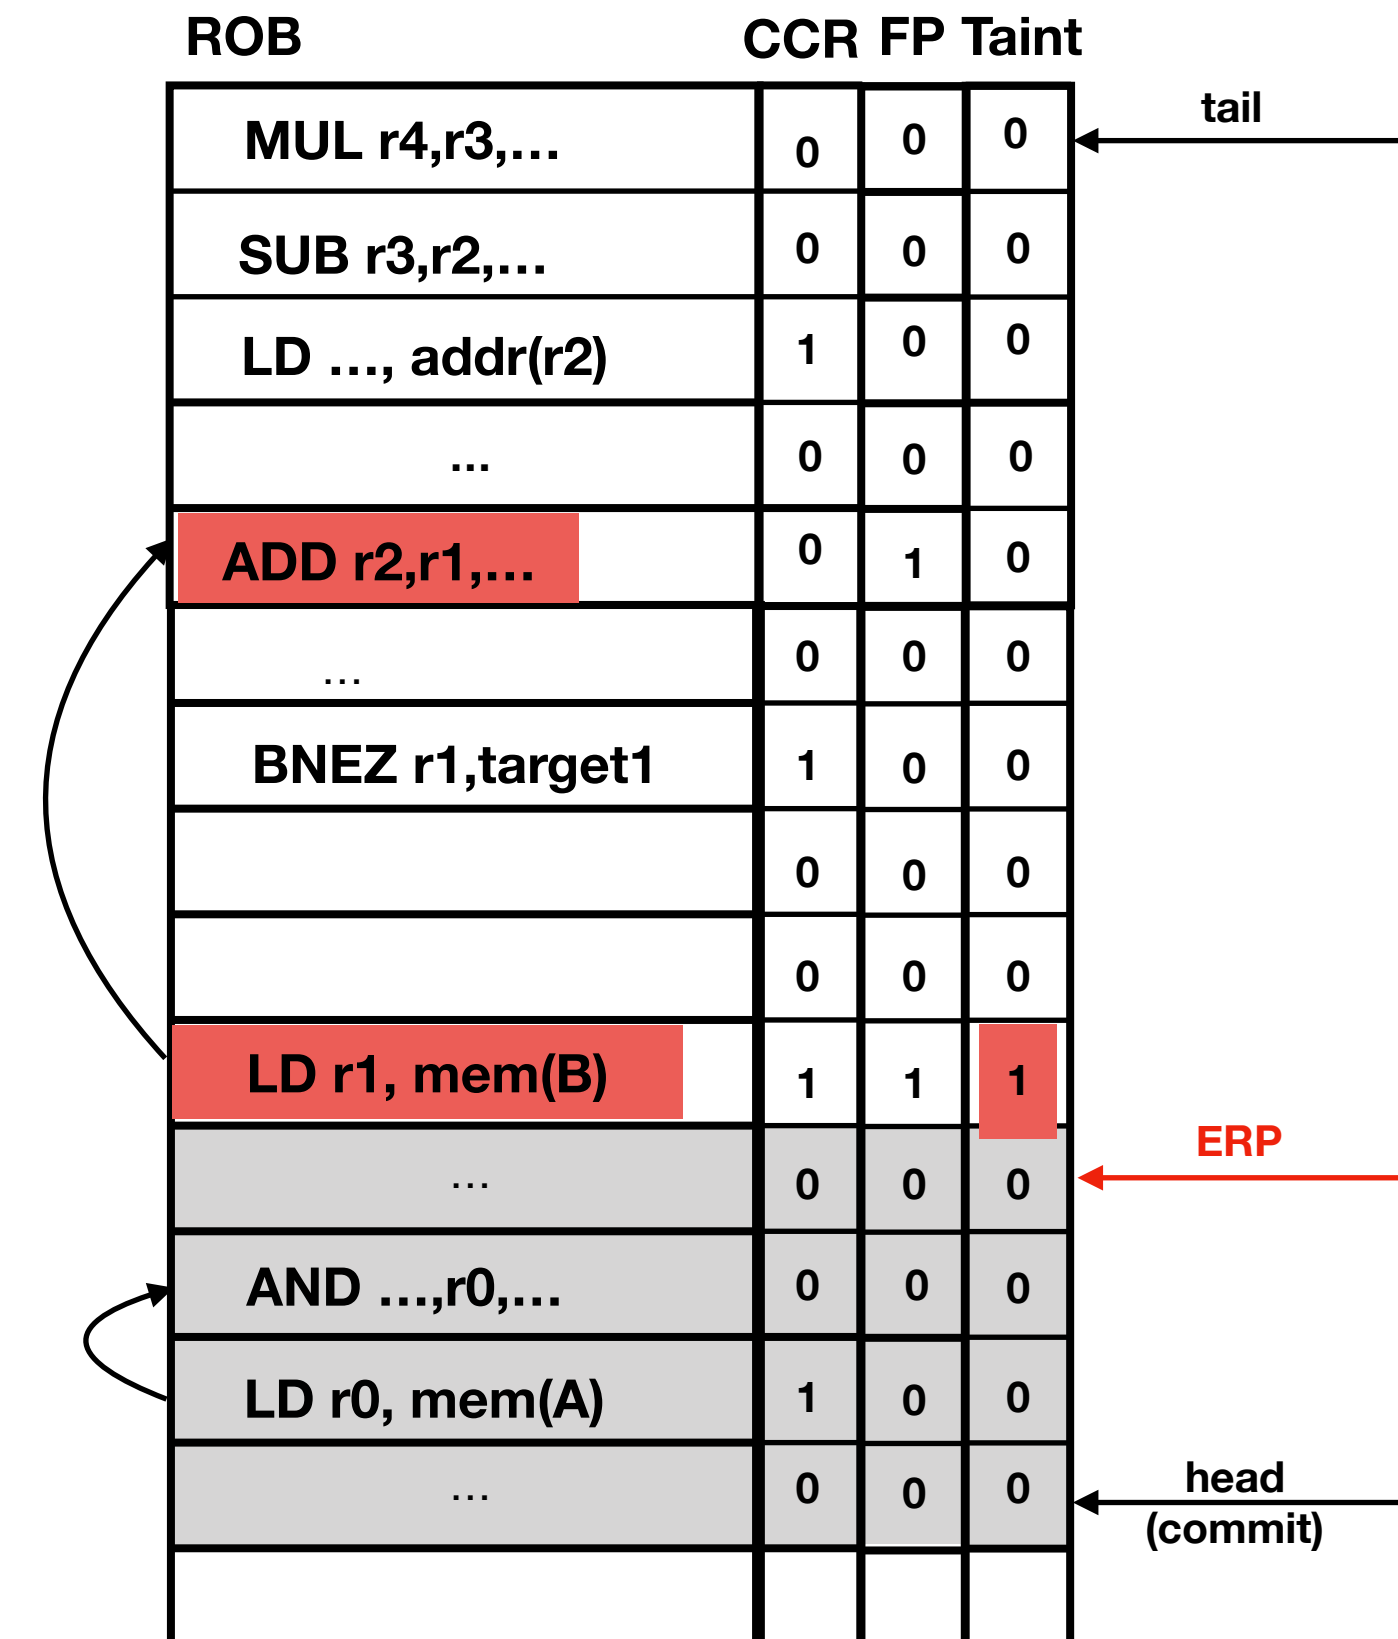 ROB CCR FP Taint
MUL r4,r3,… 0 0 0 tail
SUB r3,r2,… 0 0 0
LD …, addr(r2) 1 0 0
... 0 0 0
ADD r2,r1,… 0 1 0
… 0 0 0
BNEZ r1,target1 1 0 0
0 0 0
0 0 0
LD r1, mem(B) 1 1 1
ERP
… 0 0 0
AND …,r0,… 0 0 0
LD r0, mem(A) 1 0 0
head
… 0 0 0
(commit)